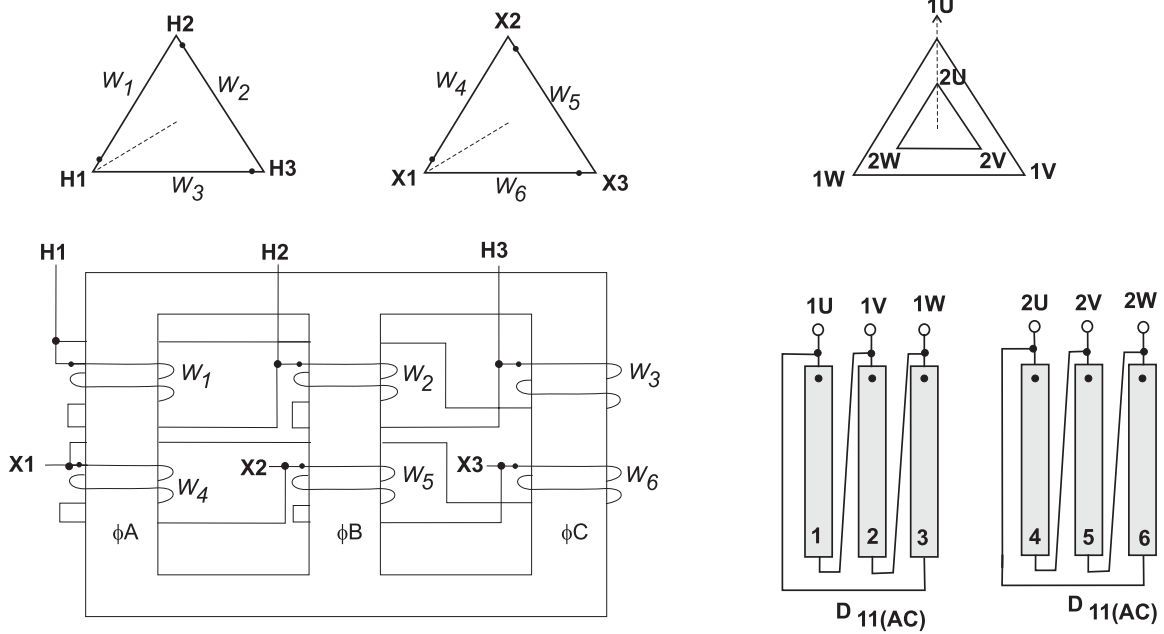 H2
W1
W2
H1
W3
H3
X2
W4
W5
X1
W6
X3
1U
2U
2W
2V
1W
1V
H1
H2
H3
W1
W2
W3
X1
X2
X3
W4
W5
W6
ϕA
ϕB
ϕC
1U 1V 1W
1 2 3
D 11(AC)
2U 2V 2W
4 5 6
D 11(AC)